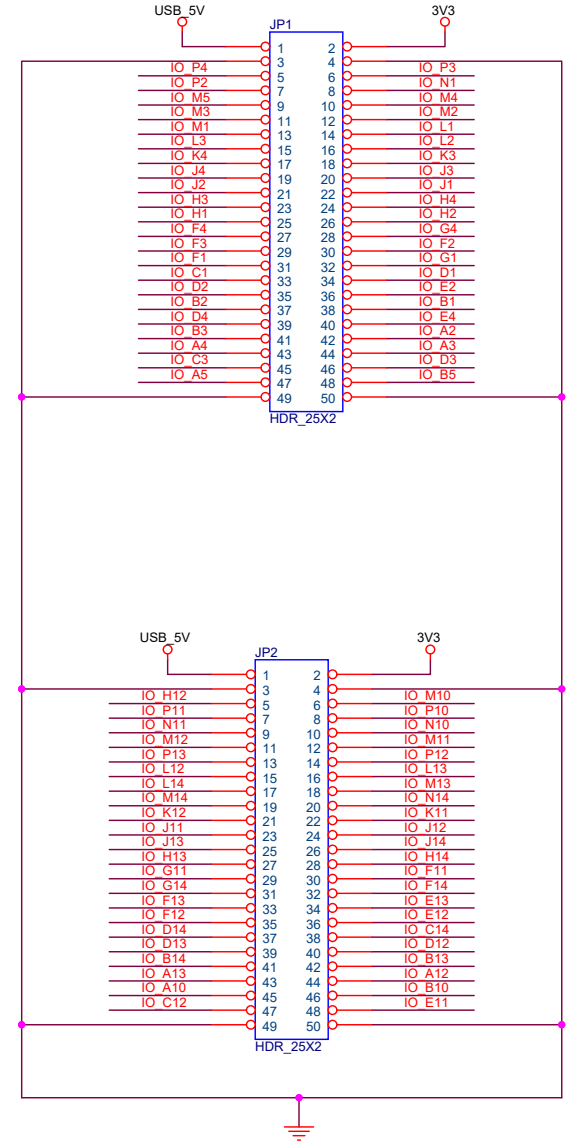 USB_5V 3V3
JP1
1 2
3 4
IO_P4 5 6 IO_P3
IO_P2 7 8 IO_N1
IO_M5 9 10 IO_M4
IO_M3 11 12 IO_M2
IO_M1 13 14 IO_L1
IO_L3 15 16 IO_L2
IO_K4 17 18 IO_K3
IO_J4 19 20 IO_J3
IO_J2 21 22 IO_J1
IO_H3 23 24 IO_H4
IO_H1 25 26 IO_H2
IO_F4 27 28 IO_G4
IO_F3 29 30 IO_F2
IO_F1 31 32 IO_G1
IO_C1 33 34 IO_D1
IO_D2 35 36 IO_E2
IO_B2 37 38 IO_B1
IO_D4 39 40 IO_E4
IO_B3 41 42 IO_A2
IO_A4 43 44 IO_A3
IO_C3 45 46 IO_D3
IO_A5 47 48 IO_B5
49 50
HDR_25X2
USB_5V 3V3
JP2
1 2
3 4
IO_H12 5 6 IO_M10
IO_P11 7 8 IO_P10
IO_N11 9 10 IO_N10
IO_M12 11 12 IO_M11
IO_P13 13 14 IO_P12
IO_L12 15 16 IO_L13
IO_L14 17 18 IO_M13
IO_M14 19 20 IO_N14
IO_K12 21 22 IO_K11
IO_J11 23 24 IO_J12
IO_J13 25 26 IO_J14
IO_H13 27 28 IO_H14
IO_G11 29 30 IO_F11
IO_G14 31 32 IO_F14
IO_F13 33 34 IO_E13
IO_F12 35 36 IO_E12
IO_D14 37 38 IO_C14
IO_D13 39 40 IO_D12
IO_B14 41 42 IO_B13
IO_A13 43 44 IO_A12
IO_A10 45 46 IO_B10
IO_C12 47 48 IO_E11
49 50
HDR_25X2